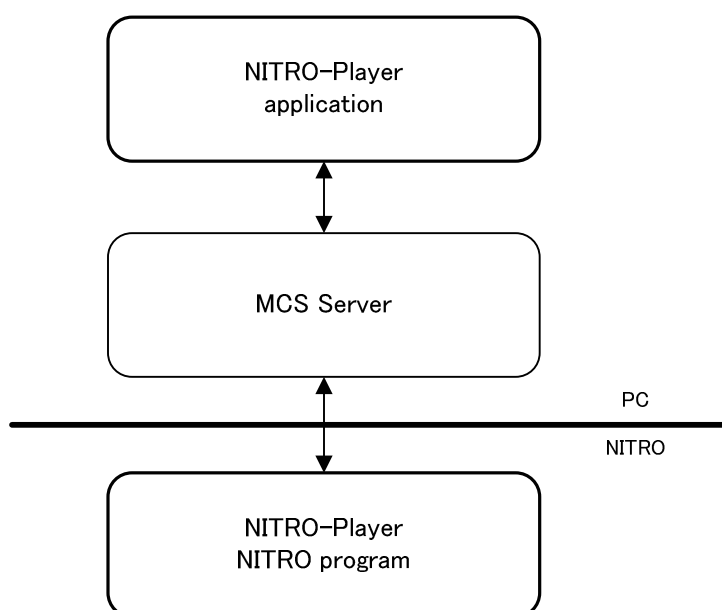 NITRO-Player
application
MCS Server
PC
NITRO
NITRO-Player
NITRO program